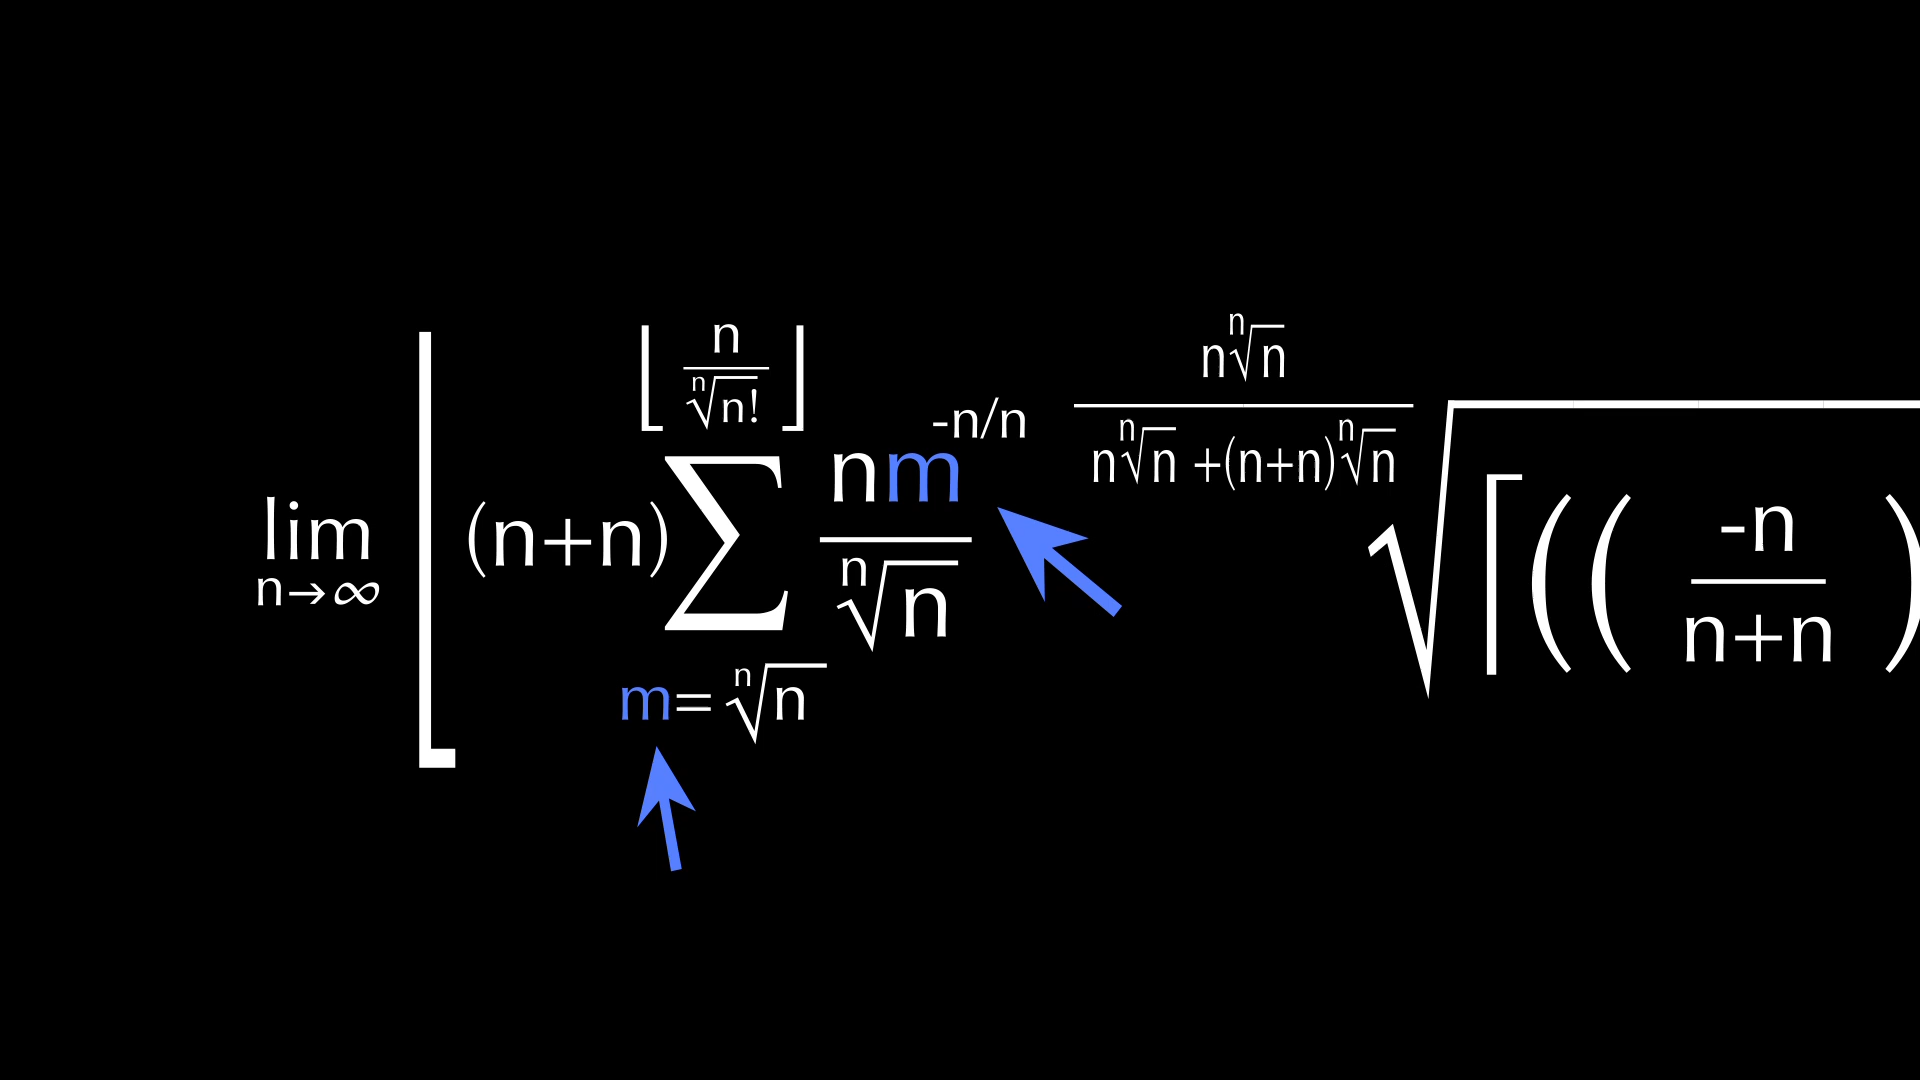 lim n→∞ ⌊ (n+n) ∑ m=ⁿ√n ⌊ n / ⁿ√n! ⌋ nm^-n/n / ⁿ√n
n ⁿ√n / n ⁿ√n +(n+n) ⁿ√n √ ⌈ (( -n / n+n )